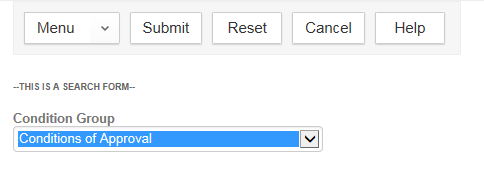 Menu Submit Reset Cancel Help
--THIS IS A SEARCH FORM--
Condition Group
Conditions of Approval